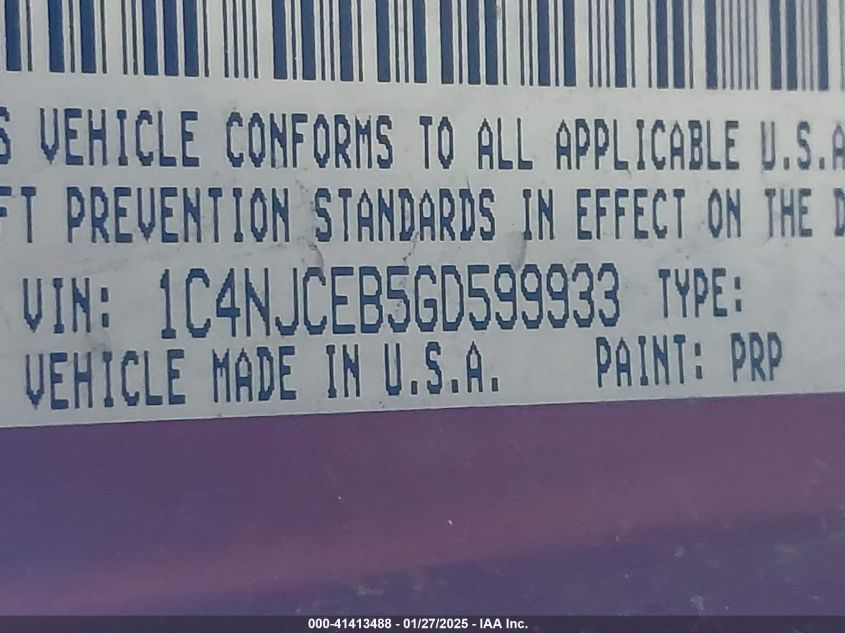 S VEHICLE CONFORMS TO ALL APPLICABLE U.S.A
FT PREVENTION STANDARDS IN EFFECT ON THE D
VIN: 1C4NJCEB5GD599933 TYPE:
VEHICLE MADE IN U.S.A. PAINT: PRP
000-41413488 - 01/27/2025 - IAA Inc.